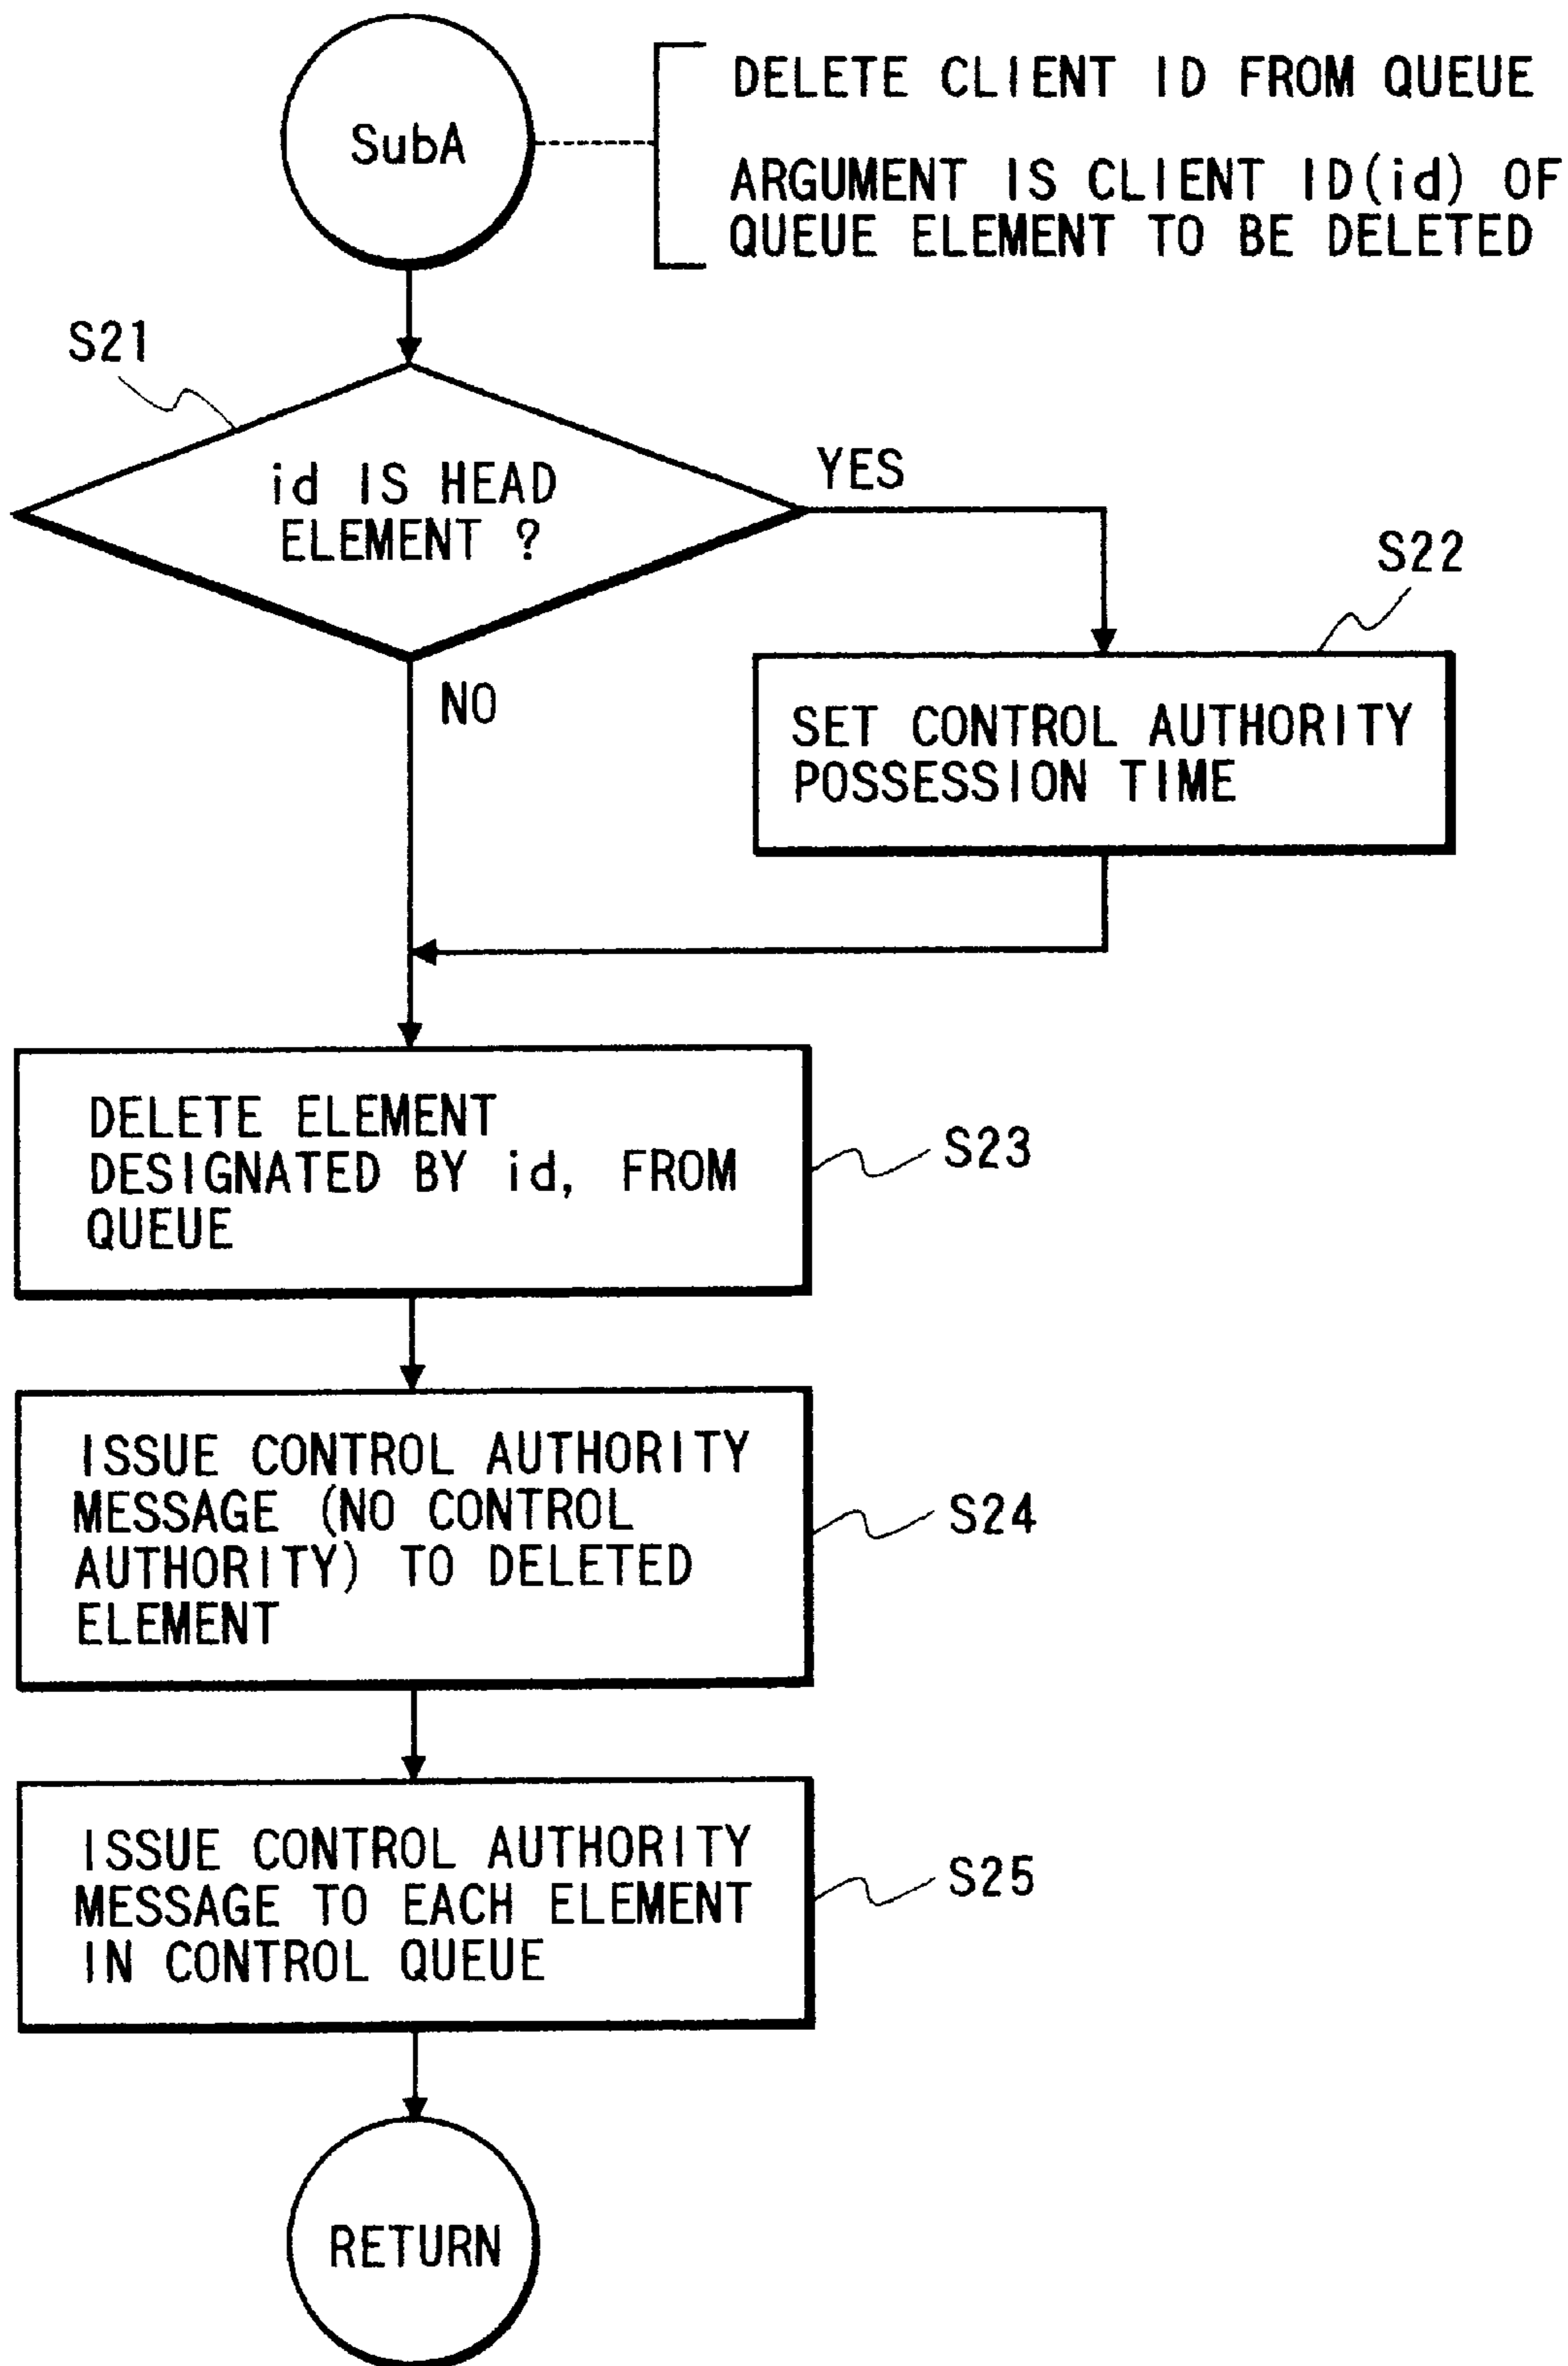 SubA
DELETE CLIENT ID FROM QUEUE
ARGUMENT IS CLIENT ID(id) OF
QUEUE ELEMENT TO BE DELETED
S21
id IS HEAD
ELEMENT ?
YES
S22
NO
SET CONTROL AUTHORITY
POSSESSION TIME
DELETE ELEMENT
DESIGNATED BY id, FROM
QUEUE
S23
ISSUE CONTROL AUTHORITY
MESSAGE (NO CONTROL
AUTHORITY) TO DELETED
ELEMENT
S24
ISSUE CONTROL AUTHORITY
MESSAGE TO EACH ELEMENT
IN CONTROL QUEUE
S25
RETURN